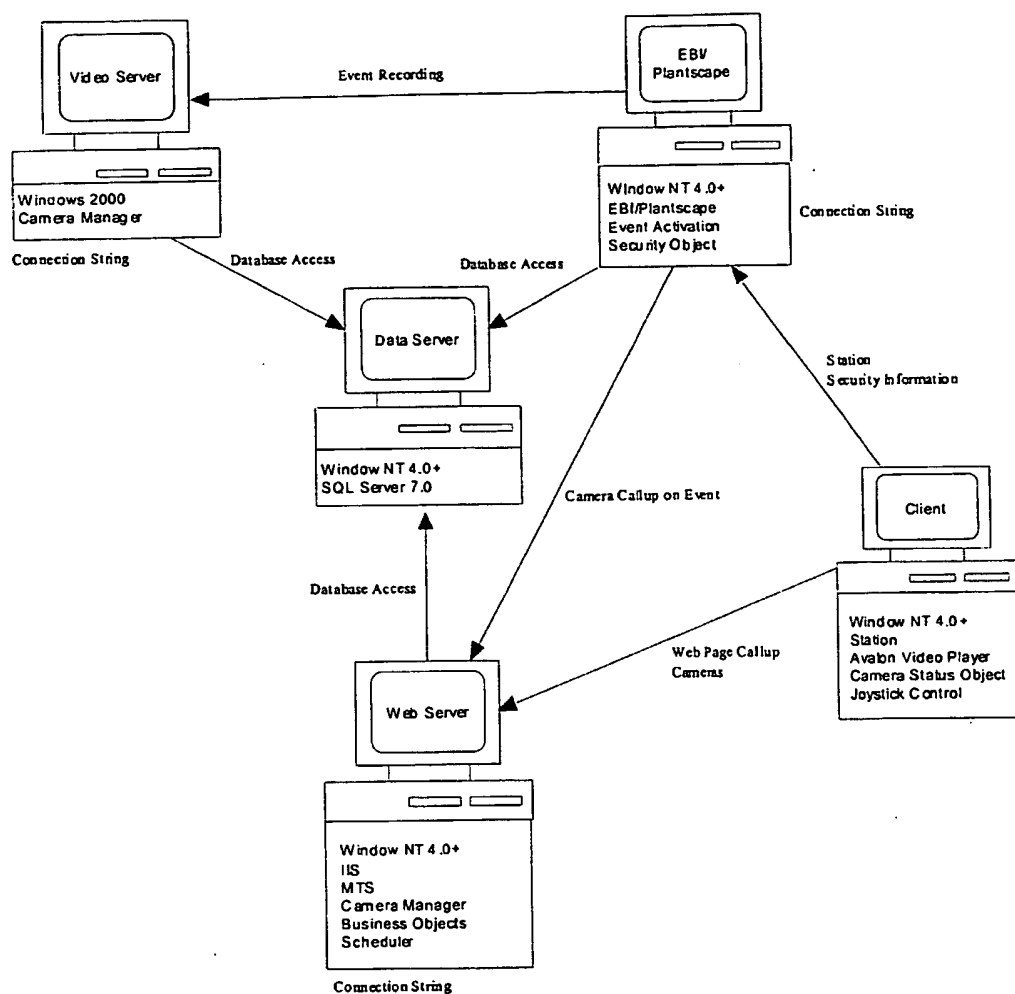 Video Server
Windows 2000
Camera Manager
Connection String
Event Recording
EBI/
Plantscape
Window NT 4.0+
EBI/Plantscape
Event Activation
Security Object
Connection String
Database Access
Database Access
Data Server
Window NT 4.0+
SQL Server 7.0
Station
Security Information
Camera Callup on Event
Client
Window NT 4.0+
Station
Avalon Video Player
Camera Status Object
Joystick Control
Database Access
Web Page Callup
Cameras
Web Server
Window NT 4.0+
IIS
MTS
Camera Manager
Business Objects
Scheduler
Connection String